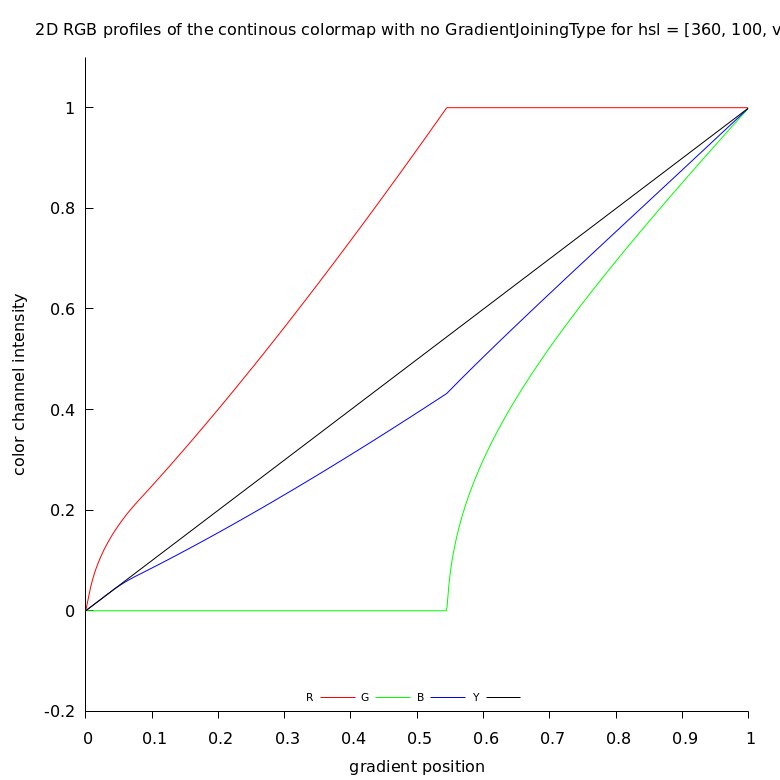 2D RGB profiles of the continous colormap with no GradientJoiningType for hsl = [360, 100, v
1
0.8
0.6
0.4
0.2
0
-0.2
color channel intensity
R G B Y
0 0.1 0.2 0.3 0.4 0.5 0.6 0.7 0.8 0.9 1
gradient position